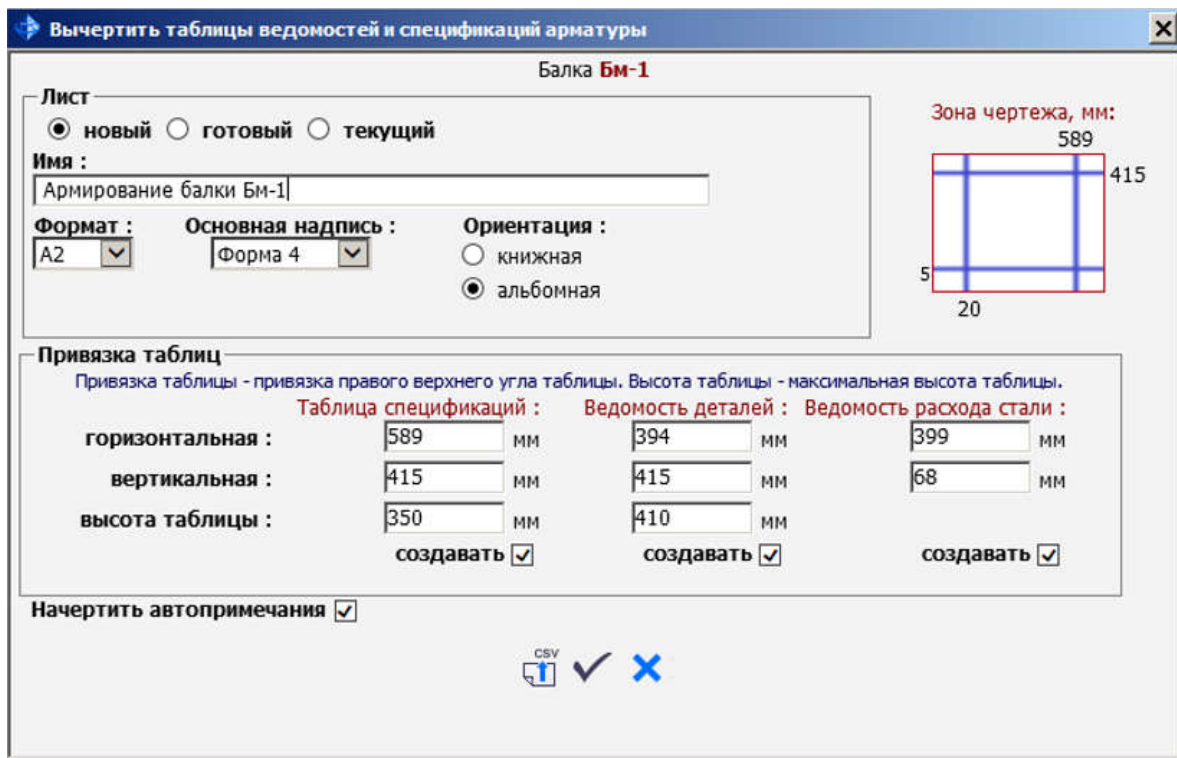 Вычертить таблицы ведомостей и спецификаций арматуры
Балка Бм-1
Лист
новый готовый текущий
Имя :
Армирование балки Бм-1
Формат : Основная надпись : Ориентация :
А2 Форма 4 книжная
альбомная
Зона чертежа, мм:
589
415
5
20
Привязка таблиц
Привязка таблицы - привязка правого верхнего угла таблицы. Высота таблицы - максимальная высота таблицы.
Таблица спецификаций : Ведомость деталей : Ведомость расхода стали :
горизонтальная : 589 мм 394 мм 399 мм
вертикальная : 415 мм 415 мм 68 мм
высота таблицы : 350 мм 410 мм
создавать создавать создавать
Начертить автопримечания
CSV